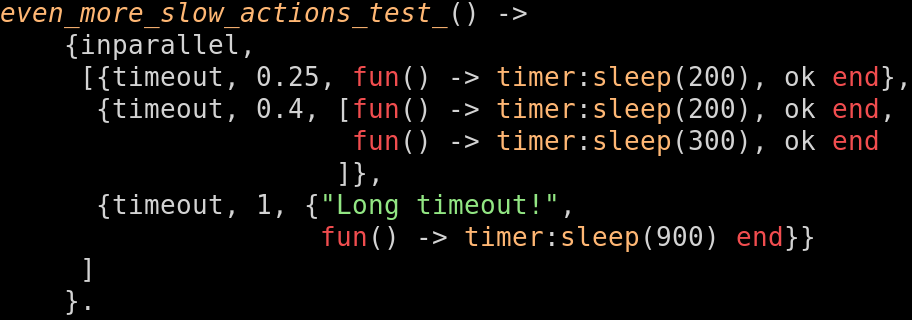 even_more_slow_actions_test_() ->
    {inparallel,
     [{timeout, 0.25, fun() -> timer:sleep(200), ok end},
      {timeout, 0.4, [fun() -> timer:sleep(200), ok end,
                      fun() -> timer:sleep(300), ok end
                     ]},
      {timeout, 1, {"Long timeout!",
                    fun() -> timer:sleep(900) end}}
     ]
    }.